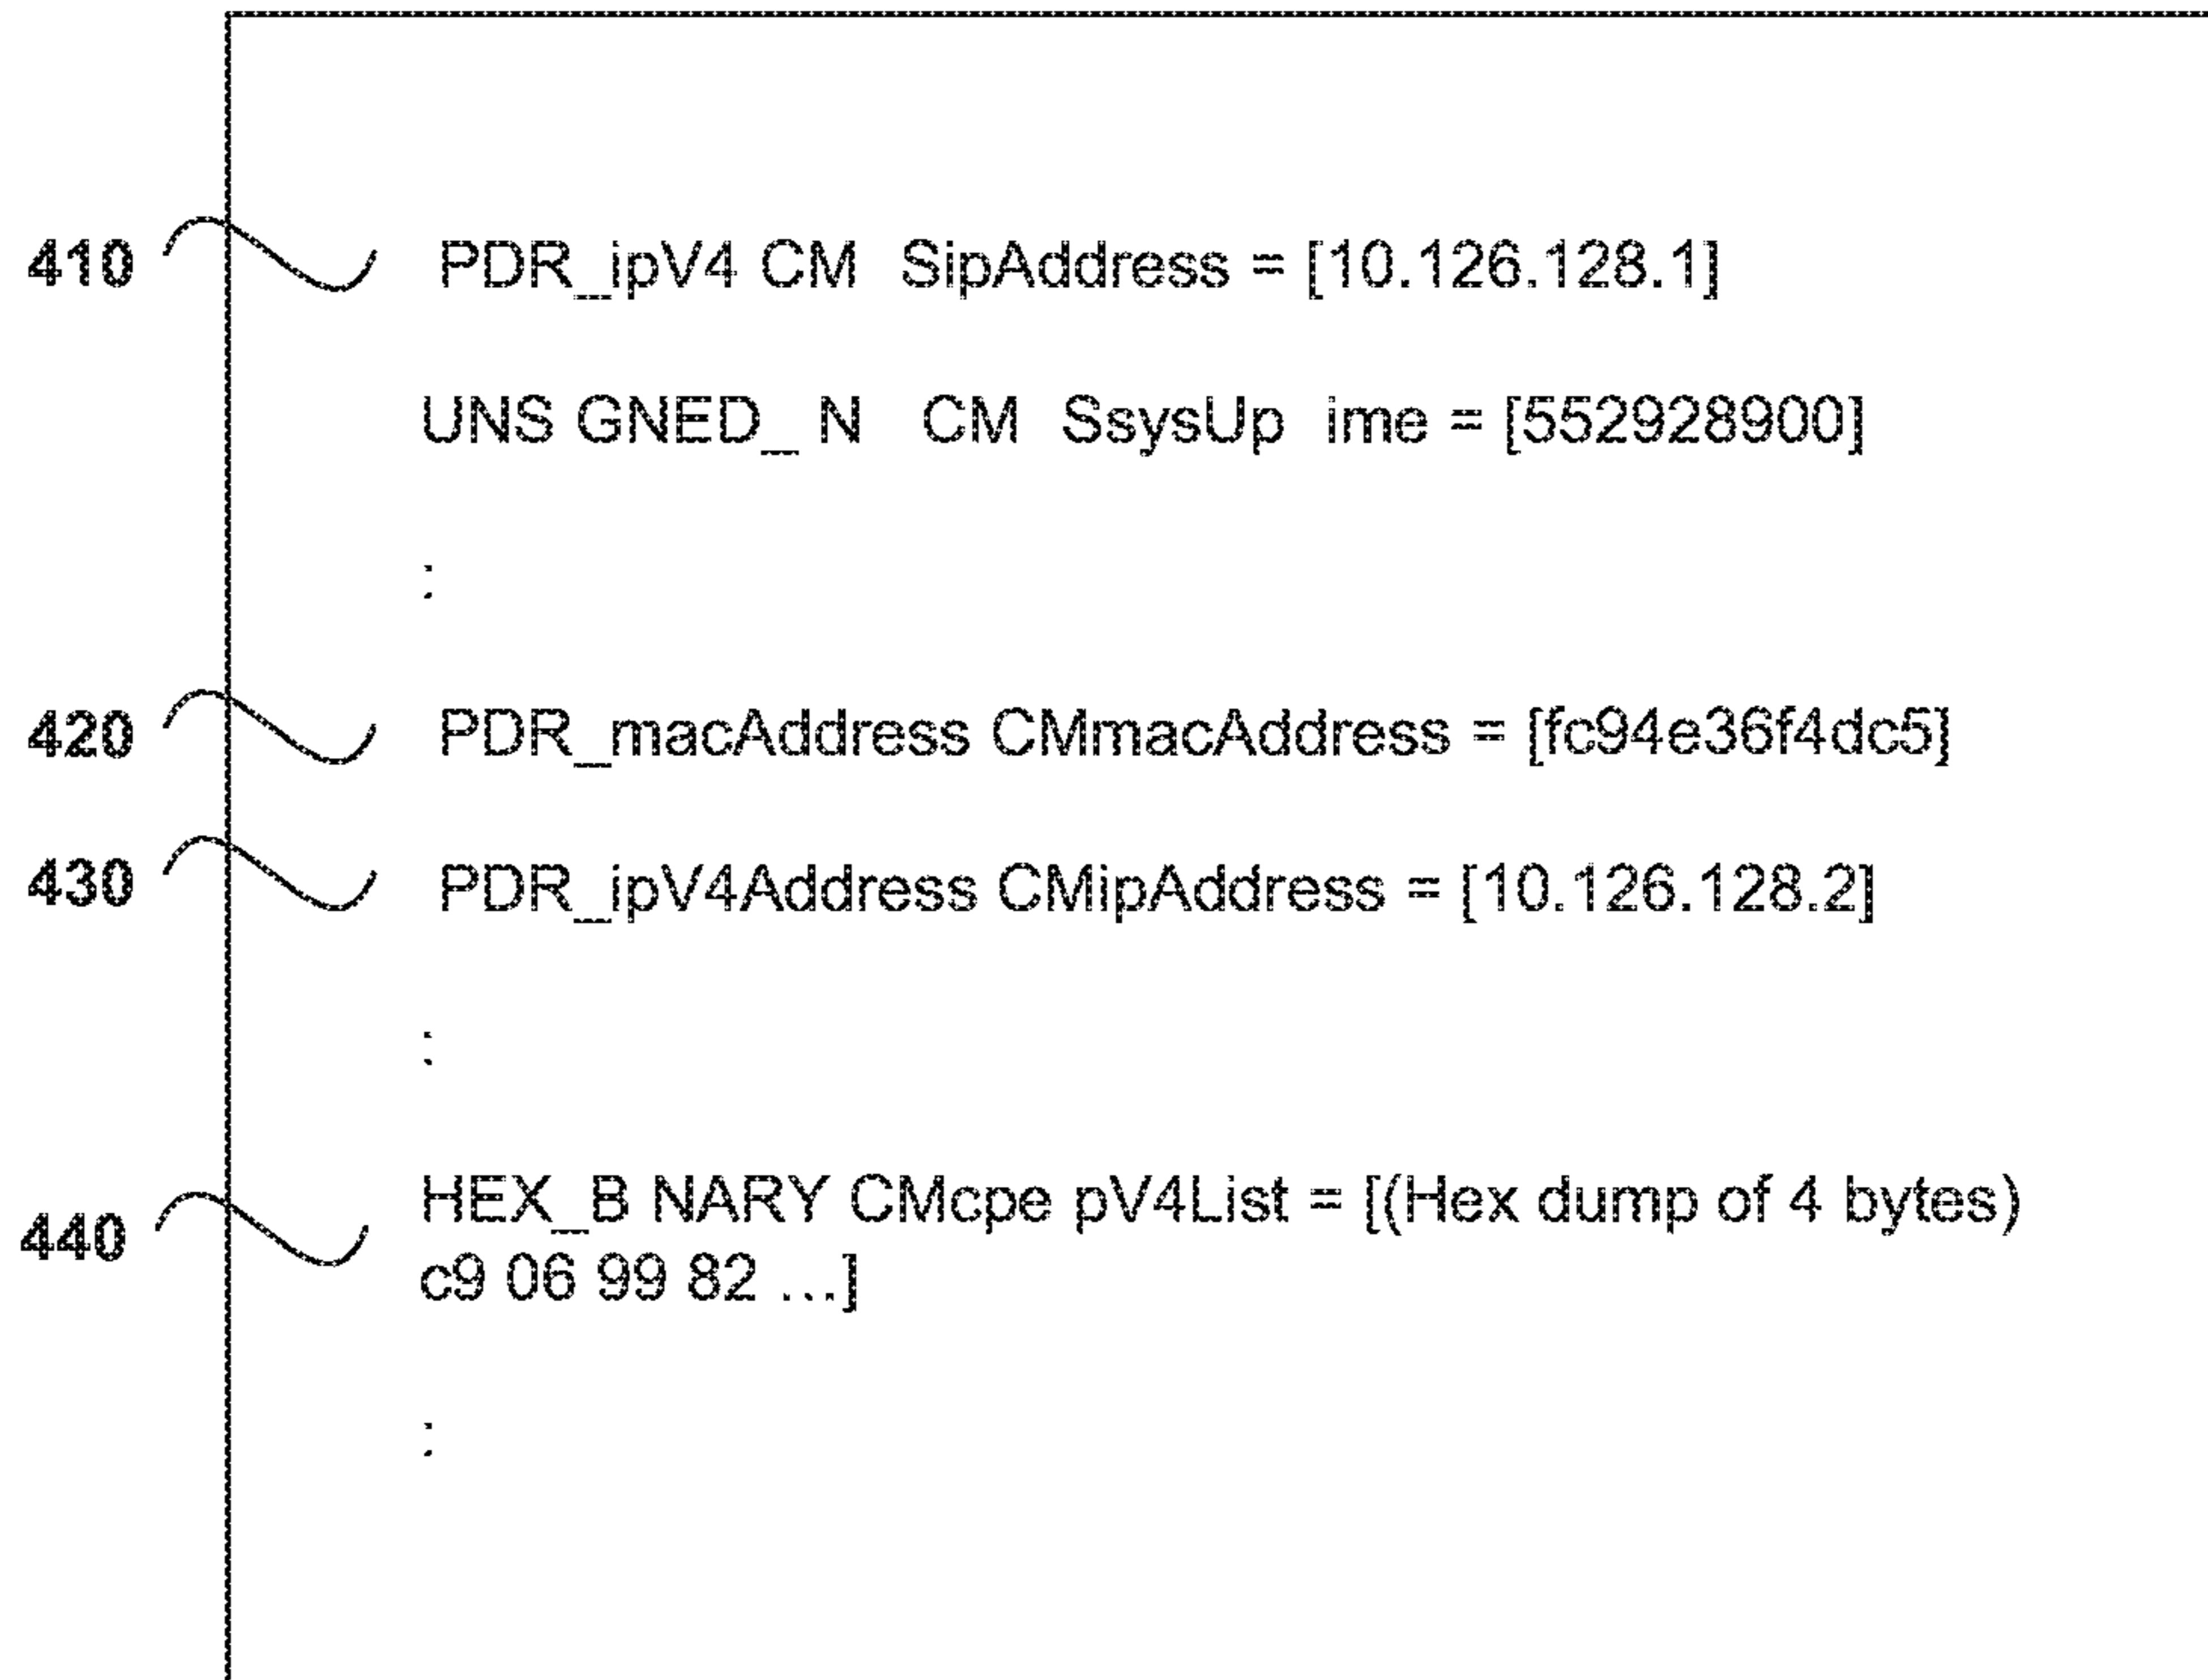 410 PDR_ipV4 CM SipAddress = [10.126.128.1]
UNS GNED_ N CM SsysUp ime = [552928900]
:
420 PDR_macAddress CMmacAddress = [fc94e36f4dc5]
430 PDR_ipV4Address CMipAddress = [10.126.128.2]
:
440 HEX_B NARY CMcpe pV4List = [(Hex dump of 4 bytes)
c9 06 99 82 ...]
: